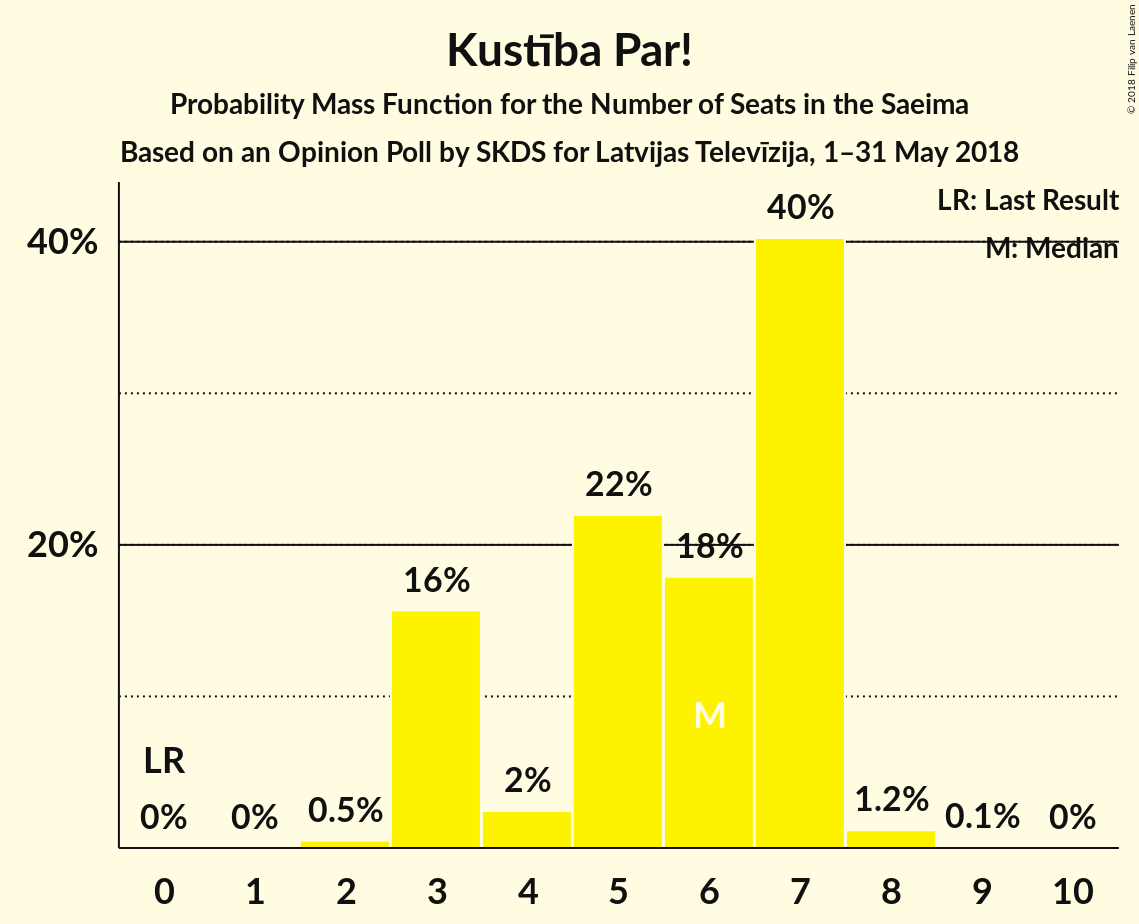 Kustība Par!
Probability Mass Function for the Number of Seats in the Saeima
Based on an Opinion Poll by SKDS for Latvijas Televīzija, 1–31 May 2018
© 2018 Filip van Laenen
LR: Last Result
M: Median
40%
20%
LR
0%
0%
0.5%
16%
2%
22%
18%
M
40%
1.2%
0.1%
0%
0 1 2 3 4 5 6 7 8 9 10